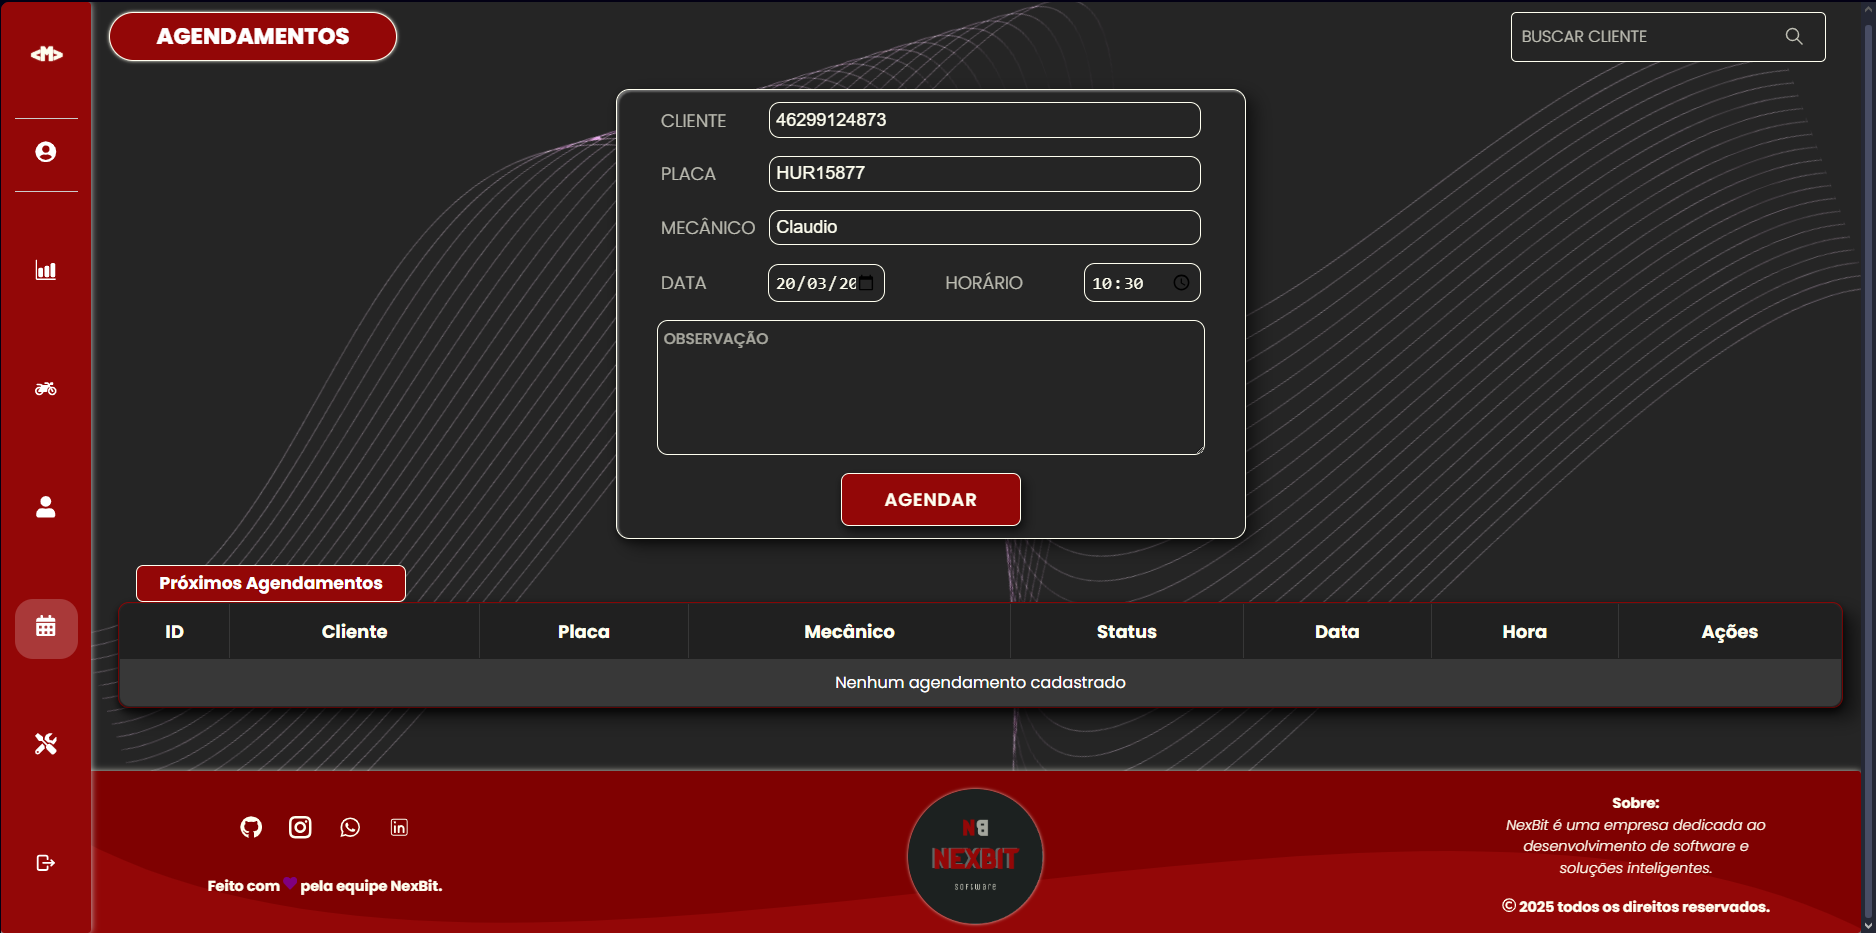 <M>
AGENDAMENTOS
BUSCAR CLIENTE
CLIENTE 46299124873
PLACA HUR15877
MECÂNICO Claudio
DATA 20/03/20 HORÁRIO 10:30
OBSERVAÇÃO
AGENDAR
Próximos Agendamentos
ID Cliente Placa Mecânico Status Data Hora Ações
Nenhum agendamento cadastrado
Feito com pela equipe NexBit.
NB
NEXBIT
software
Sobre:
NexBit é uma empresa dedicada ao
desenvolvimento de software e
soluções inteligentes.
© 2025 todos os direitos reservados.